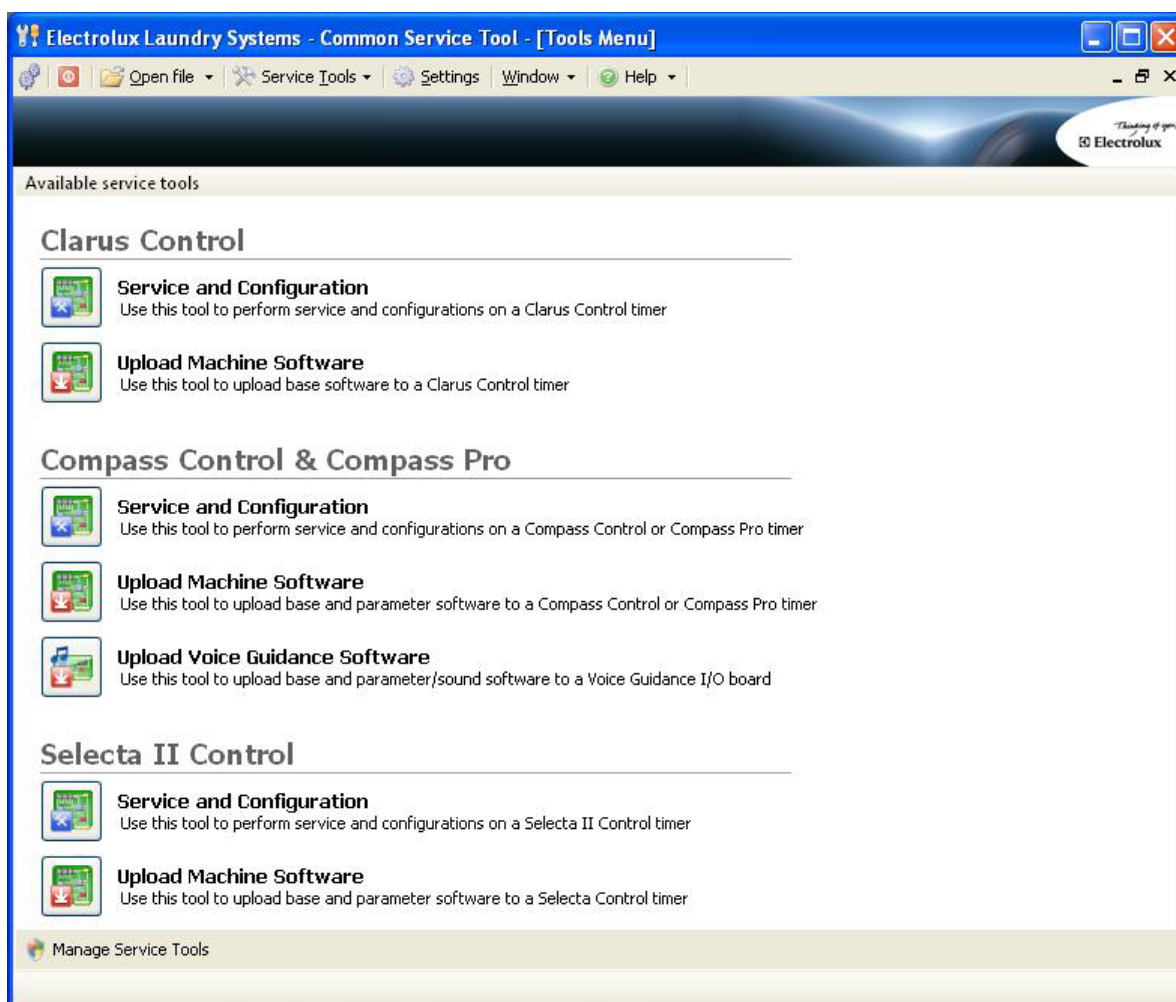 Electrolux Laundry Systems - Common Service Tool - [Tools Menu]
Open file Service Tools Settings Window Help
Thinking of you
Electrolux
Available service tools
Clarus Control
Service and Configuration
Use this tool to perform service and configurations on a Clarus Control timer
Upload Machine Software
Use this tool to upload base software to a Clarus Control timer
Compass Control & Compass Pro
Service and Configuration
Use this tool to perform service and configurations on a Compass Control or Compass Pro timer
Upload Machine Software
Use this tool to upload base and parameter software to a Compass Control or Compass Pro timer
Upload Voice Guidance Software
Use this tool to upload base and parameter/sound software to a Voice Guidance I/O board
Selecta II Control
Service and Configuration
Use this tool to perform service and configurations on a Selecta II Control timer
Upload Machine Software
Use this tool to upload base and parameter software to a Selecta Control timer
Manage Service Tools